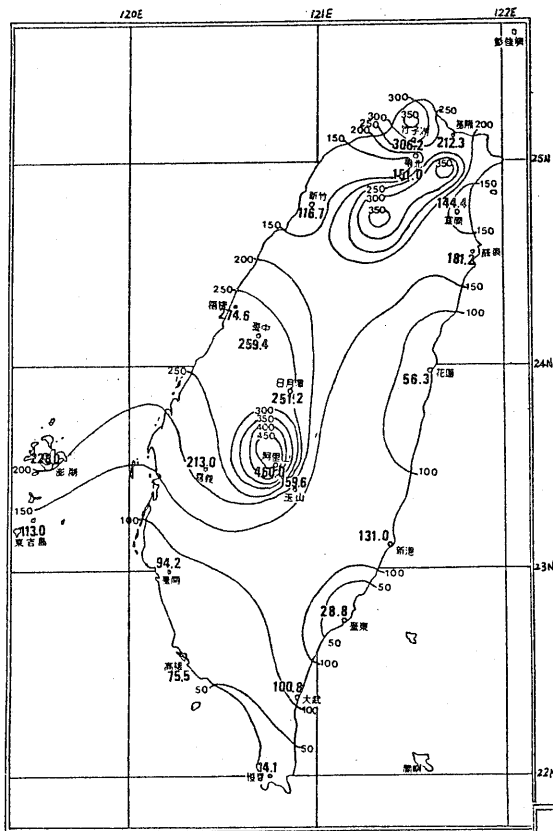 120E 121E 122E
彭佳嶼
300 350 250
300 竹子湖 基隆 200
250
200 306.2 212.3
150 臺北 350 25N
151.0
250 150
新竹 300 144.4
116.7 350 宜蘭
150 181.2
200 150
250 100
梧棲
274.6
臺中
259.4
24N
250 日月潭 56.3 花蓮
251.2
300
350
400
450
228.0 213.0 阿里山 100
澎湖 嘉義 460.0
200 59.6
150 玉山
113.0 100
東吉島 131.0 新港
94.2 100 23N
臺南 50
28.8
臺東
高雄 50
75.5 100
50 100.8
大武
100
50
14.1 蘭嶼
恆春 22N